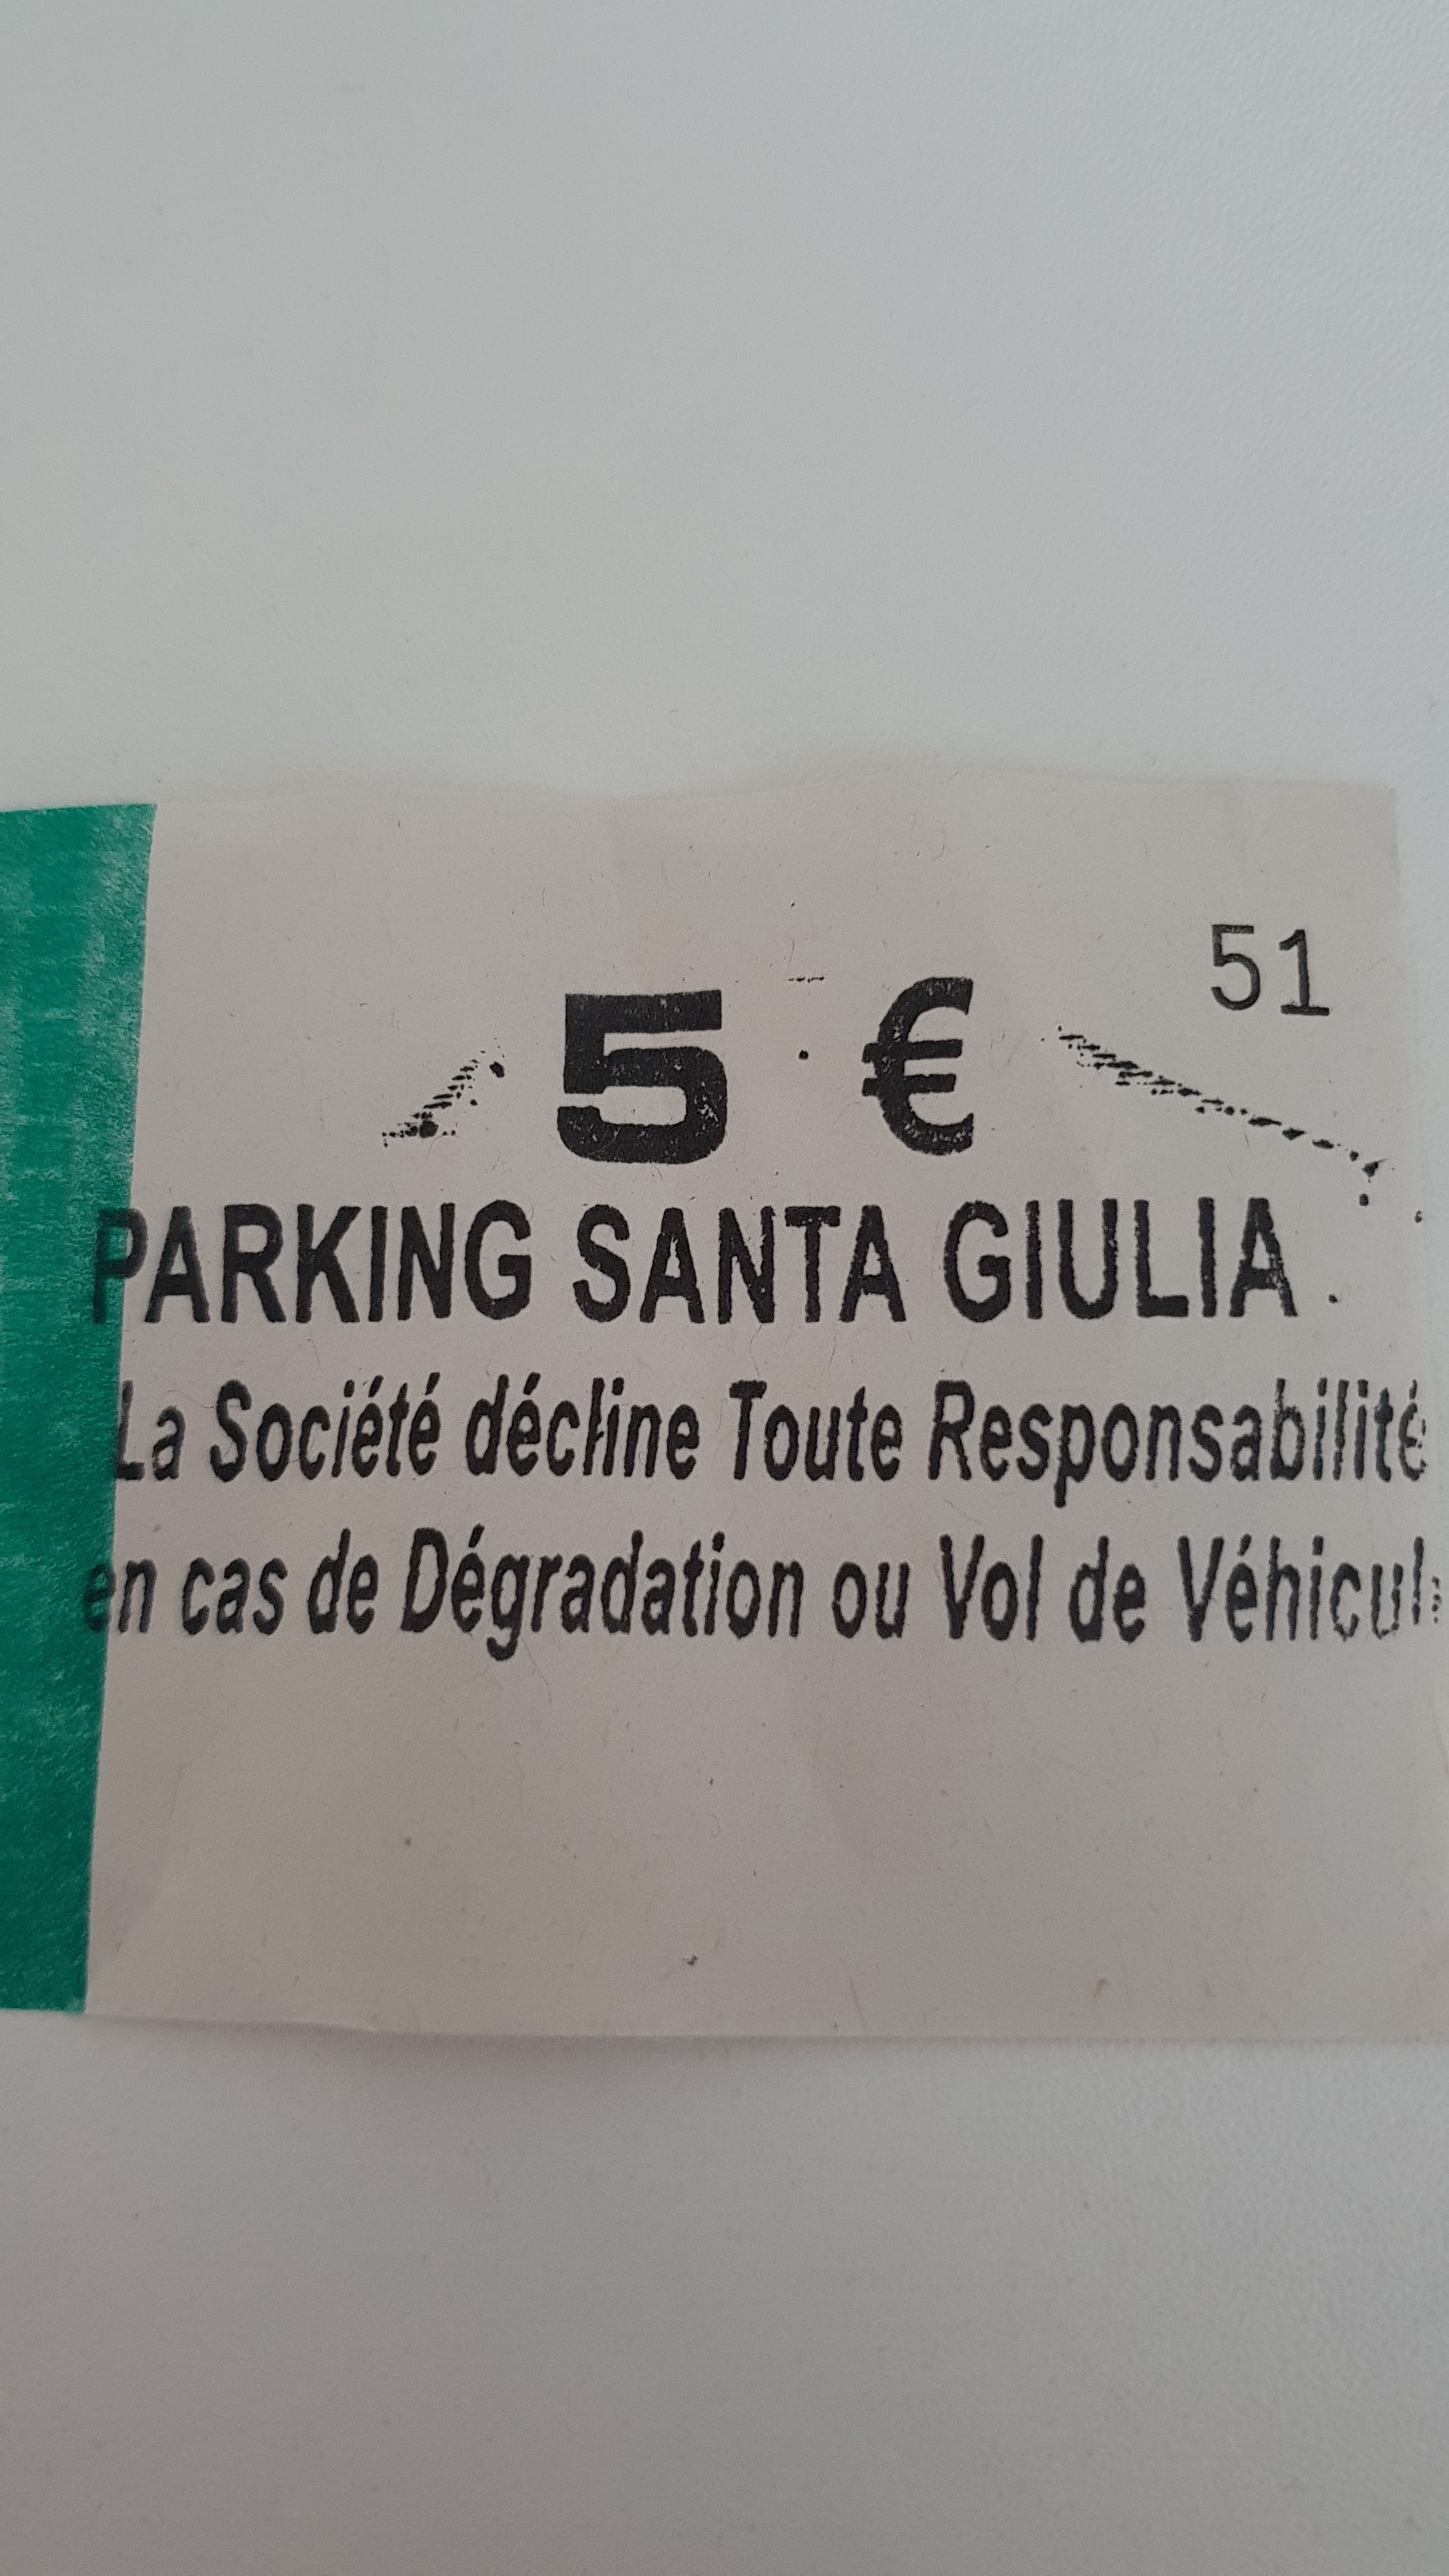 51
5 €
PARKING SANTA GIULIA
La Société décline Toute Responsabilité
en cas de Dégradation ou Vol de